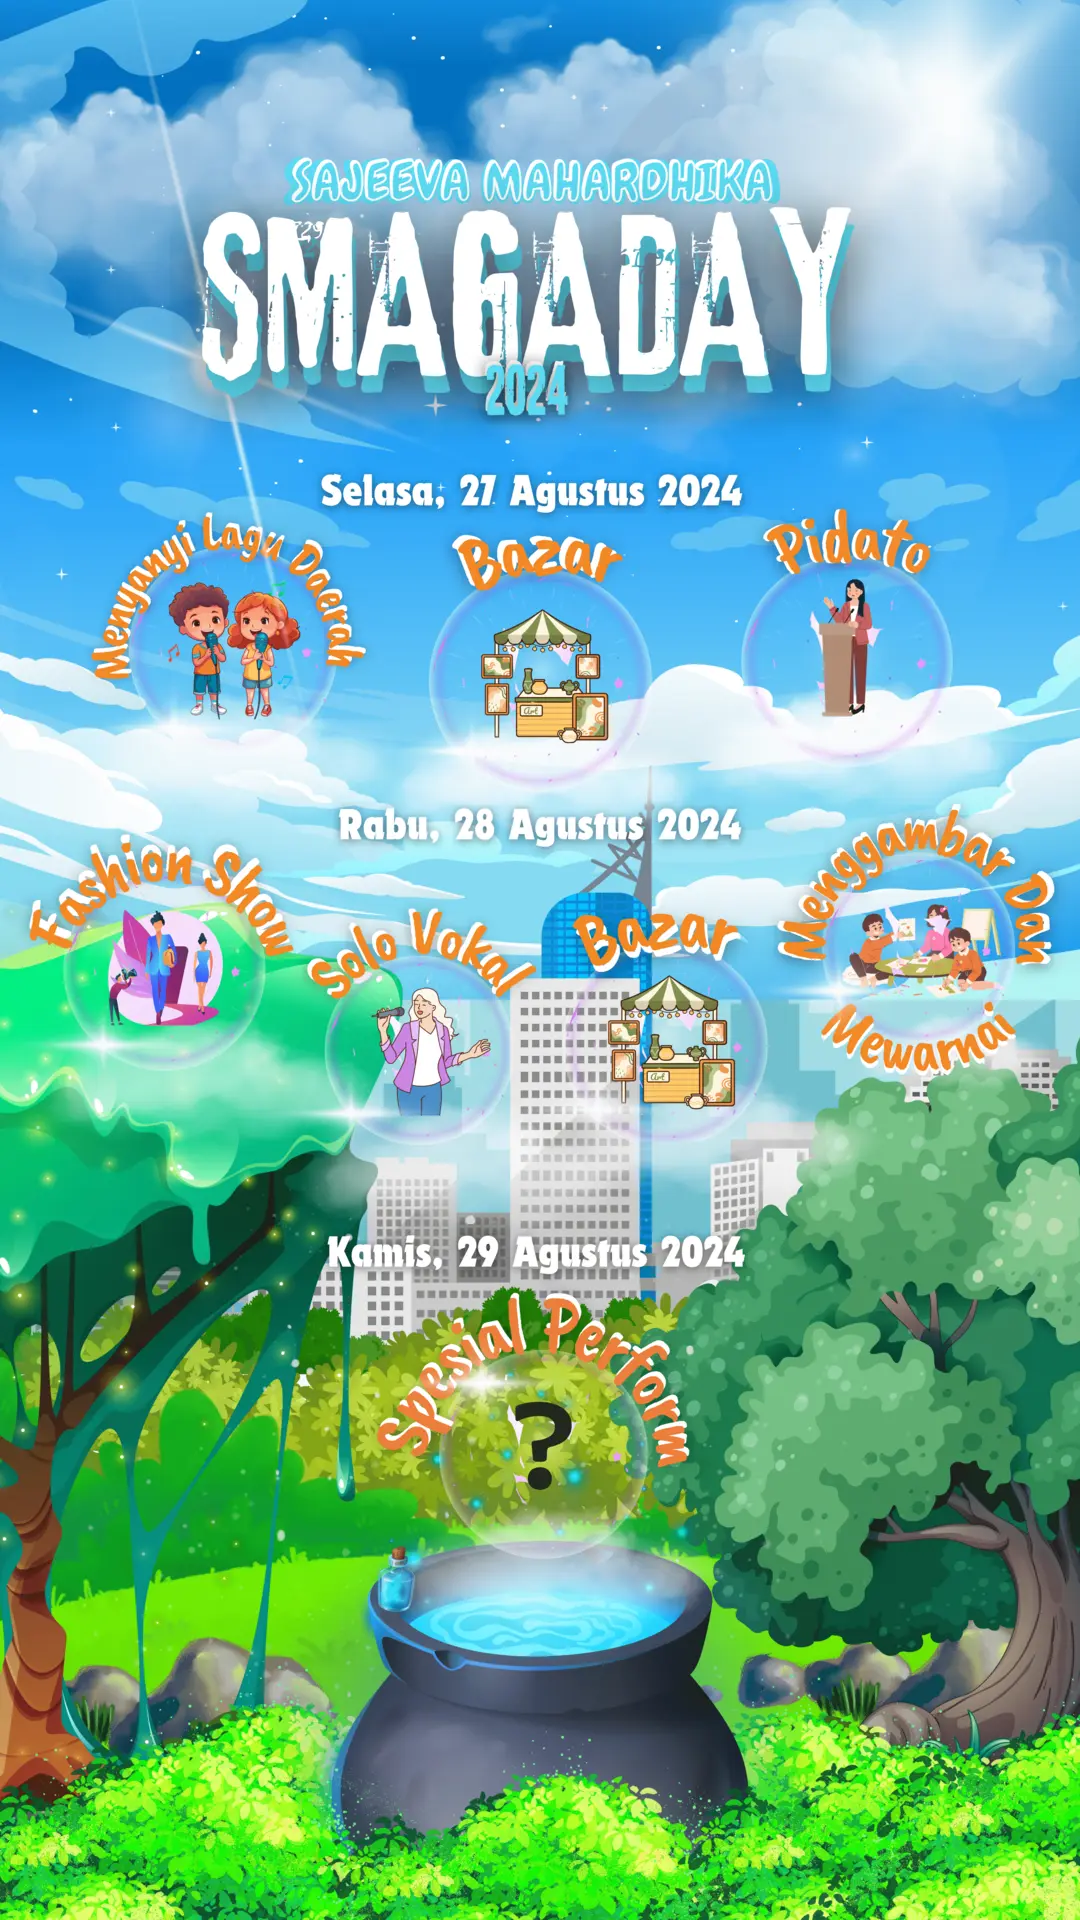 SAJEEVA MAHARDHIKA
SMAGADAY
2024
Selasa, 27 Agustus 2024
Menyanyi Lagu Daerah
Bazar
Pidato
Art
Rabu, 28 Agustus 2024
Fashion Show
Solo Vokal
Bazar
Menggambar Dan
Mewarnai
Art
Kamis, 29 Agustus 2024
Spesial Perform
?